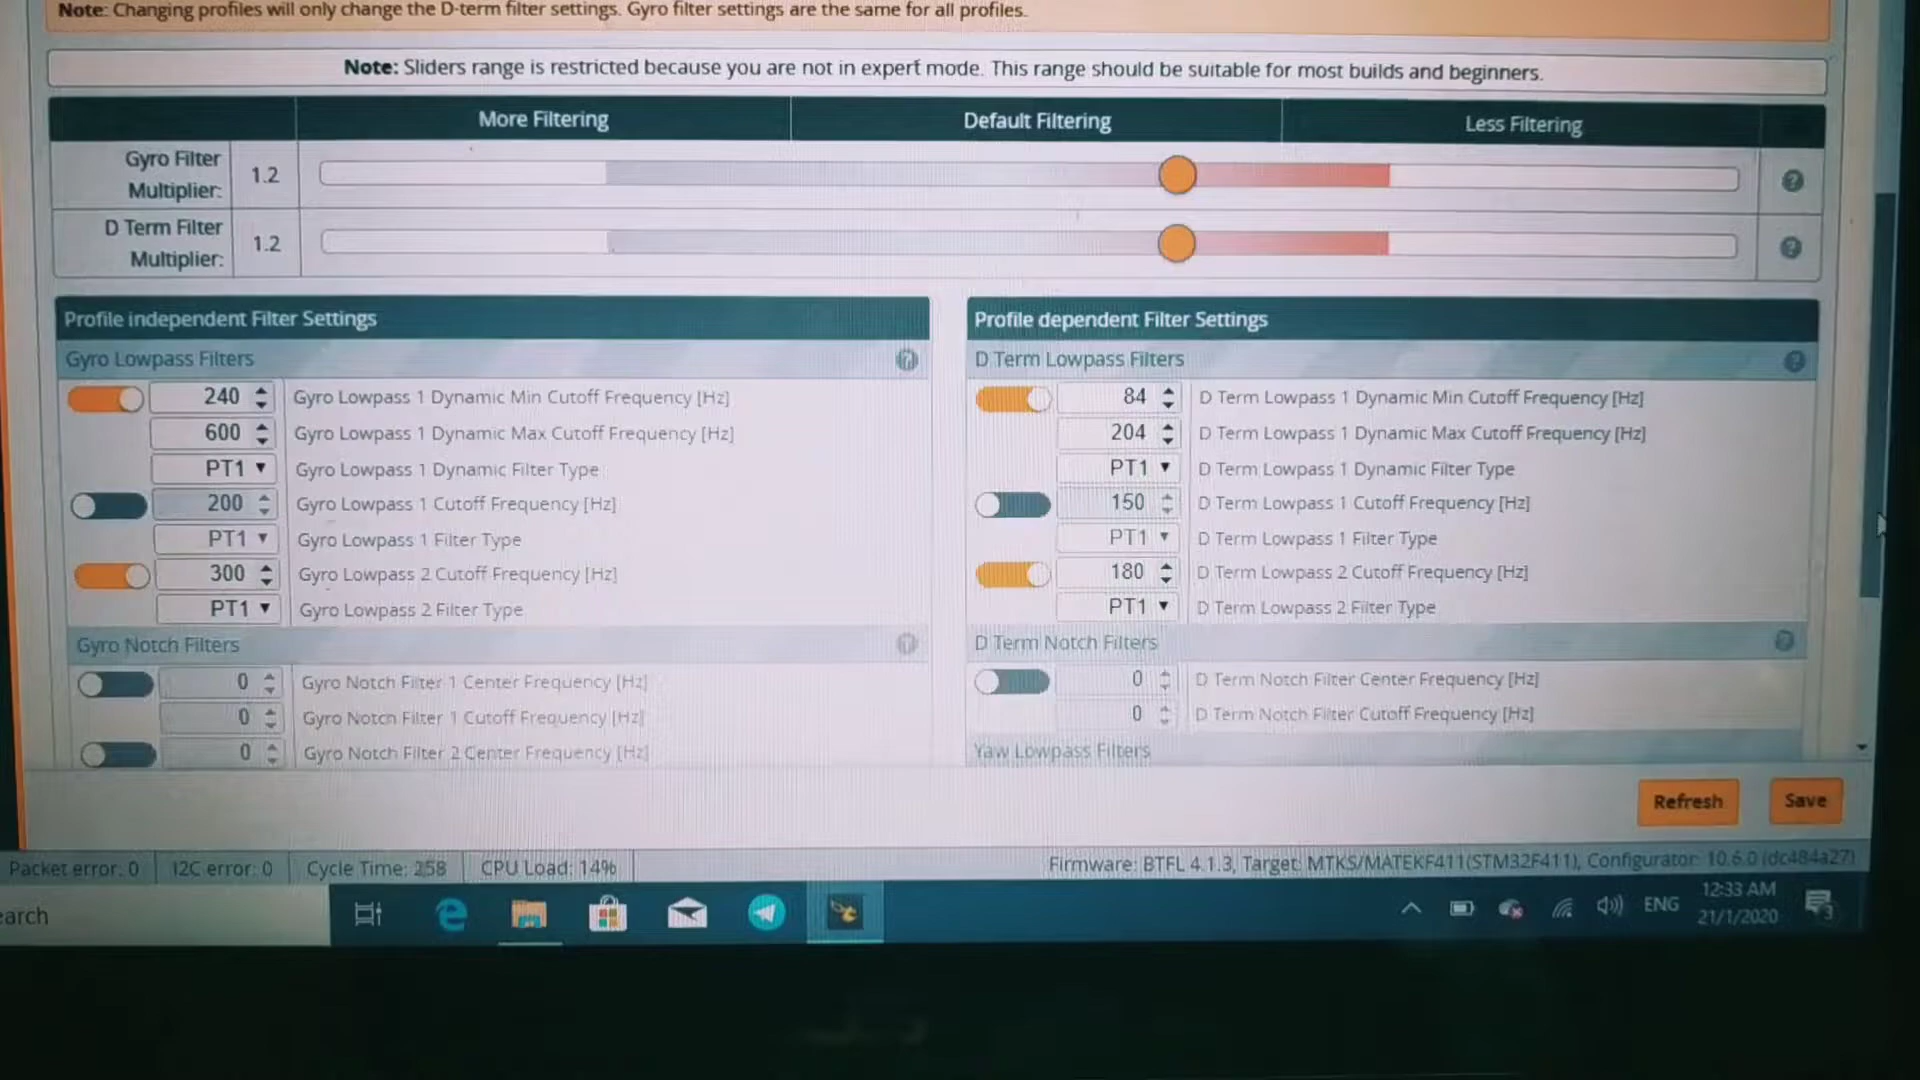 Note: Changing profiles will only change the D-term filter settings. Gyro filter settings are the same for all profiles.
Note: Sliders range is restricted because you are not in expert mode. This range should be suitable for most builds and beginners.
More Filtering
Default Filtering
Less Filtering
Gyro Filter
Multiplier:
1.2
D Term Filter
Multiplier:
1.2
Profile independent Filter Settings
Gyro Lowpass Filters
240 Gyro Lowpass 1 Dynamic Min Cutoff Frequency [Hz]
600 Gyro Lowpass 1 Dynamic Max Cutoff Frequency [Hz]
PT1 Gyro Lowpass 1 Dynamic Filter Type
200 Gyro Lowpass 1 Cutoff Frequency [Hz]
PT1 Gyro Lowpass 1 Filter Type
300 Gyro Lowpass 2 Cutoff Frequency [Hz]
PT1 Gyro Lowpass 2 Filter Type
Gyro Notch Filters
0 Gyro Notch Filter 1 Center Frequency [Hz]
0 Gyro Notch Filter 1 Cutoff Frequency [Hz]
0 Gyro Notch Filter 2 Center Frequency [Hz]
Profile dependent Filter Settings
D Term Lowpass Filters
84 D Term Lowpass 1 Dynamic Min Cutoff Frequency [Hz]
204 D Term Lowpass 1 Dynamic Max Cutoff Frequency [Hz]
PT1 D Term Lowpass 1 Dynamic Filter Type
150 D Term Lowpass 1 Cutoff Frequency [Hz]
PT1 D Term Lowpass 1 Filter Type
180 D Term Lowpass 2 Cutoff Frequency [Hz]
PT1 D Term Lowpass 2 Filter Type
D Term Notch Filters
0 D Term Notch Filter Center Frequency [Hz]
0 D Term Notch Filter Cutoff Frequency [Hz]
Yaw Lowpass Filters
Refresh
Save
Packet error: 0
I2C error: 0
Cycle Time: 258
CPU Load: 14%
Firmware: BTFL 4.1.3, Target: MTKS/MATEKF411(STM32F411), Configurator: 10.6.0 (dc484a27)
earch
ENG
12:33 AM
21/1/2020
3